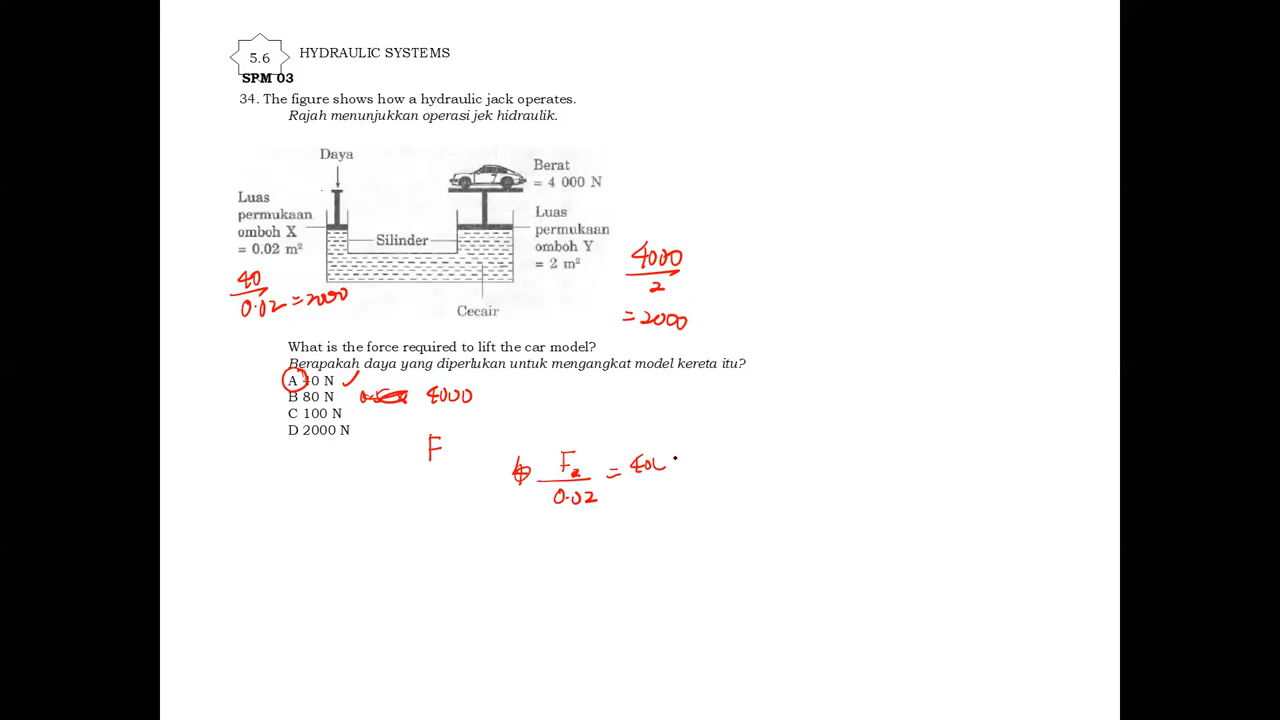 5.6
HYDRAULIC SYSTEMS
SPM 03
34. The figure shows how a hydraulic jack operates.
Rajah menunjukkan operasi jek hidraulik.
Daya
Berat
= 4 000 N
Luas
permukaan
omboh X
= 0.02 m²
Silinder
Luas
permukaan
omboh Y
= 2 m²
Cecair
40
0.02 = 2000
4000
2
= 2000
What is the force required to lift the car model?
Berapakah daya yang diperlukan untuk mengangkat model kereta itu?
A 40 N ✓
B 80 N
4000
C 100 N
D 2000 N
F
F₂
0.02
=